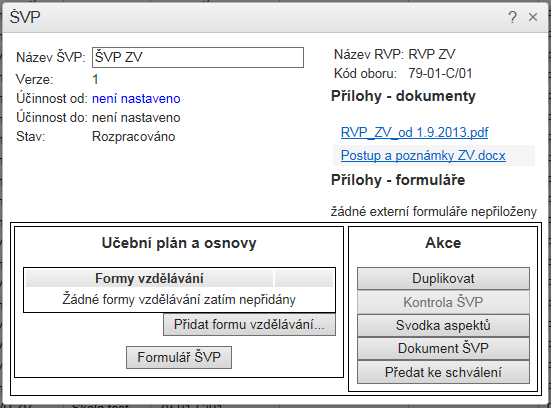 ŠVP ? ×
Název ŠVP: ŠVP ZV
Verze: 1
Účinnost od: není nastaveno
Účinnost do: není nastaveno
Stav: Rozpracováno
Název RVP: RVP ZV
Kód oboru: 79-01-C/01
Přílohy - dokumenty
RVP_ZV_od 1.9.2013.pdf
Postup a poznámky ZV.docx
Přílohy - formuláře
žádné externí formuláře nepřiloženy
Učební plán a osnovy
Formy vzdělávání
Žádné formy vzdělávání zatím nepřidány
Přidat formu vzdělávání...
Formulář ŠVP
Akce
Duplikovat
Kontrola ŠVP
Svodka aspektů
Dokument ŠVP
Předat ke schválení